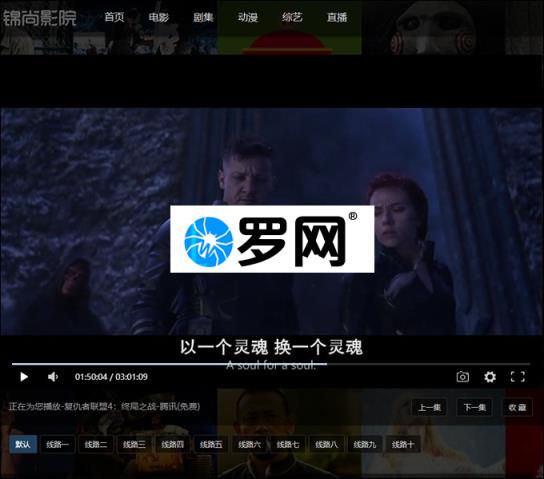 锦尚影院 首页 电影 剧集 动漫 综艺 直播
罗网®
以一个灵魂 换一个灵魂
A soul for a soul.
01:50:04 / 03:01:09
正在为您播放-复仇者联盟4：终局之战-腾讯(免费) 上一集 下一集 收 藏
默认 线路一 线路二 线路三 线路四 线路五 线路六 线路七 线路八 线路九 线路十